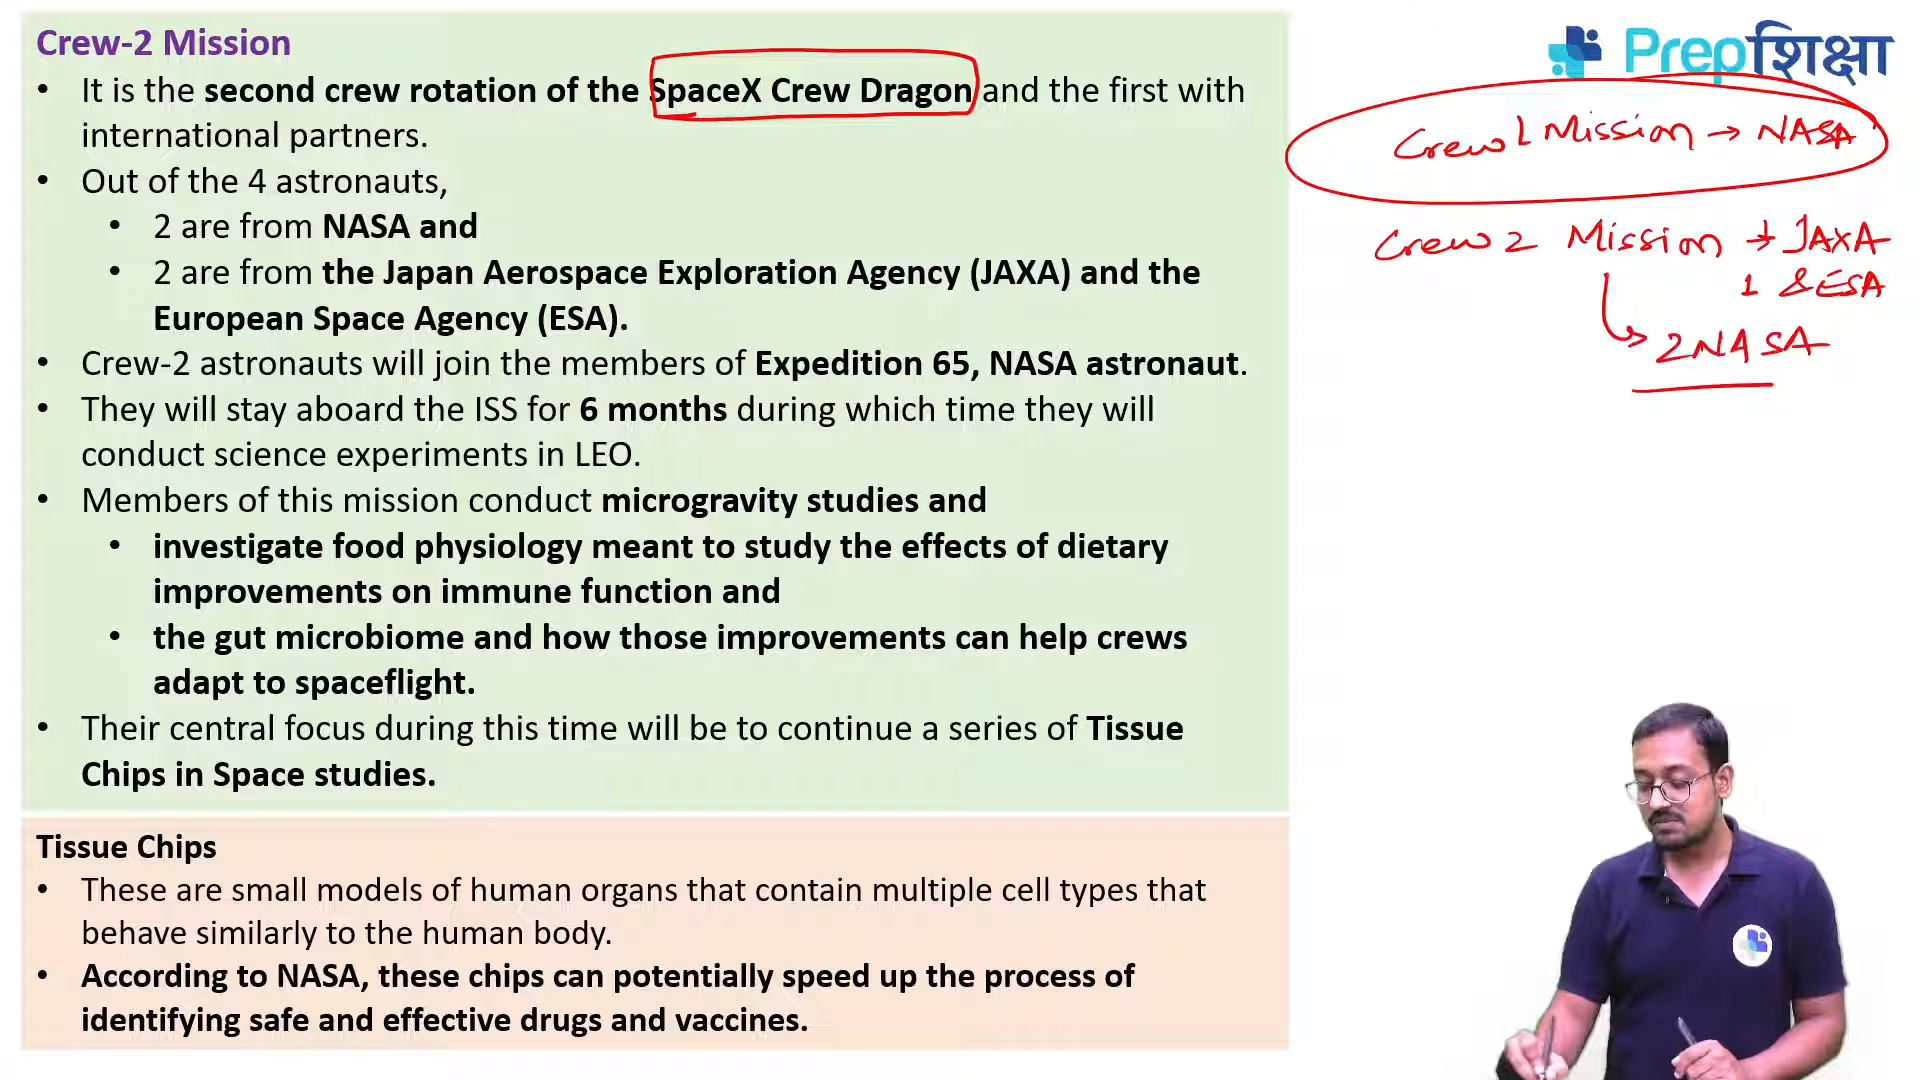 Crew-2 Mission
• It is the second crew rotation of the SpaceX Crew Dragon and the first with
international partners.
• Out of the 4 astronauts,
• 2 are from NASA and
• 2 are from the Japan Aerospace Exploration Agency (JAXA) and the
European Space Agency (ESA).
• Crew-2 astronauts will join the members of Expedition 65, NASA astronaut.
• They will stay aboard the ISS for 6 months during which time they will
conduct science experiments in LEO.
• Members of this mission conduct microgravity studies and
• investigate food physiology meant to study the effects of dietary
improvements on immune function and
• the gut microbiome and how those improvements can help crews
adapt to spaceflight.
• Their central focus during this time will be to continue a series of Tissue
Chips in Space studies.
Tissue Chips
• These are small models of human organs that contain multiple cell types that
behave similarly to the human body.
• According to NASA, these chips can potentially speed up the process of
identifying safe and effective drugs and vaccines.
Prepशिक्षा
Crew 1 Mission → NASA
Crew 2 Mission → JAXA
1 & ESA
2 NASA